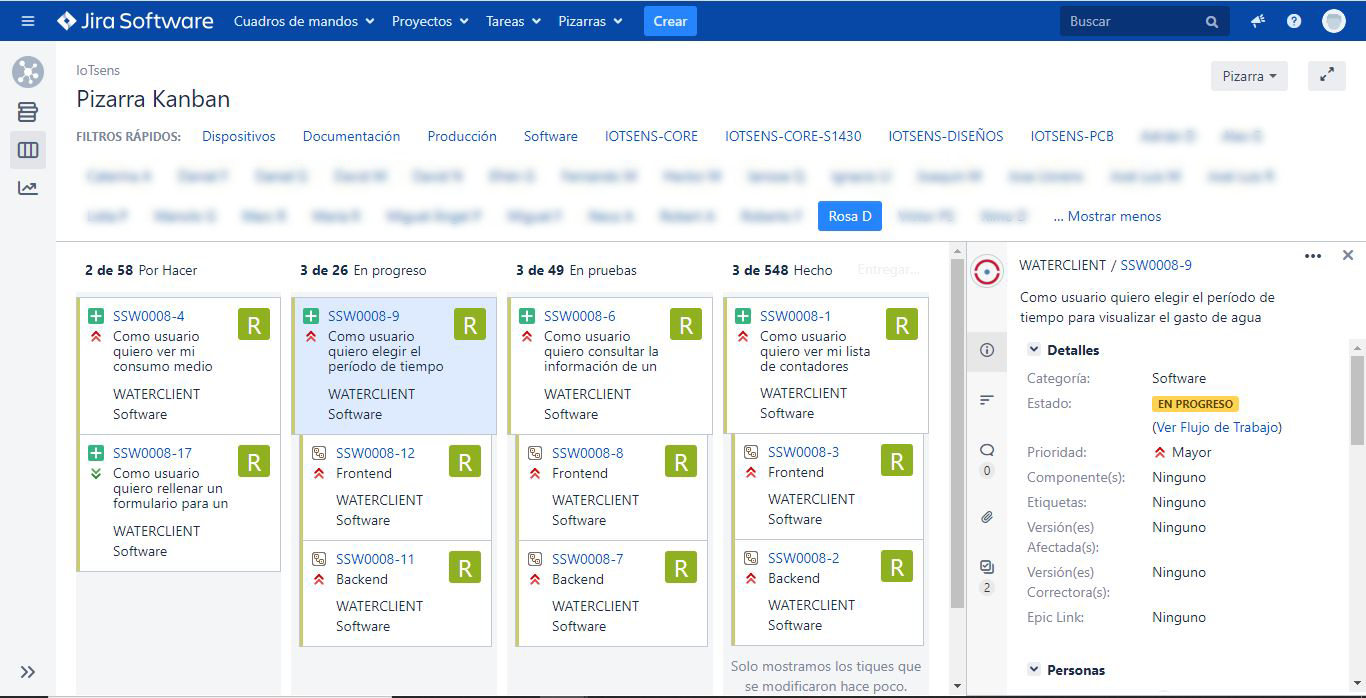 Jira Software Cuadros de mandos Proyectos Tareas Pizarras Crear Buscar
IoTsens
Pizarra Kanban
Pizarra
FILTROS RÁPIDOS: Dispositivos Documentación Producción Software IOTSENS-CORE IOTSENS-CORE-S1430 IOTSENS-DISEÑOS IOTSENS-PCB
Rosa D ... Mostrar menos
2 de 58 Por Hacer
SSW0008-4
R
Como usuario
quiero ver mi
consumo medio
WATERCLIENT
Software
SSW0008-17
R
Como usuario
quiero rellenar un
formulario para un
WATERCLIENT
Software
3 de 26 En progreso
SSW0008-9
R
Como usuario
quiero elegir el
período de tiempo
WATERCLIENT
Software
SSW0008-12
R
Frontend
WATERCLIENT
Software
SSW0008-11
R
Backend
WATERCLIENT
Software
3 de 49 En pruebas
SSW0008-6
R
Como usuario
quiero consultar la
información de un
WATERCLIENT
Software
SSW0008-8
R
Frontend
WATERCLIENT
Software
SSW0008-7
R
Backend
WATERCLIENT
Software
3 de 548 Hecho Entregar...
SSW0008-1
R
Como usuario
quiero ver mi lista
de contadores
WATERCLIENT
Software
SSW0008-3
R
Frontend
WATERCLIENT
Software
SSW0008-2
R
Backend
WATERCLIENT
Software
Solo mostramos los tiques que
se modificaron hace poco.
0
2
WATERCLIENT / SSW0008-9
Como usuario quiero elegir el período de
tiempo para visualizar el gasto de agua
Detalles
Categoría: Software
Estado: EN PROGRESO
(Ver Flujo de Trabajo)
Prioridad: Mayor
Componente(s): Ninguno
Etiquetas: Ninguno
Versión(es) Ninguno
Afectada(s):
Versión(es) Ninguno
Correctora(s):
Epic Link: Ninguno
Personas